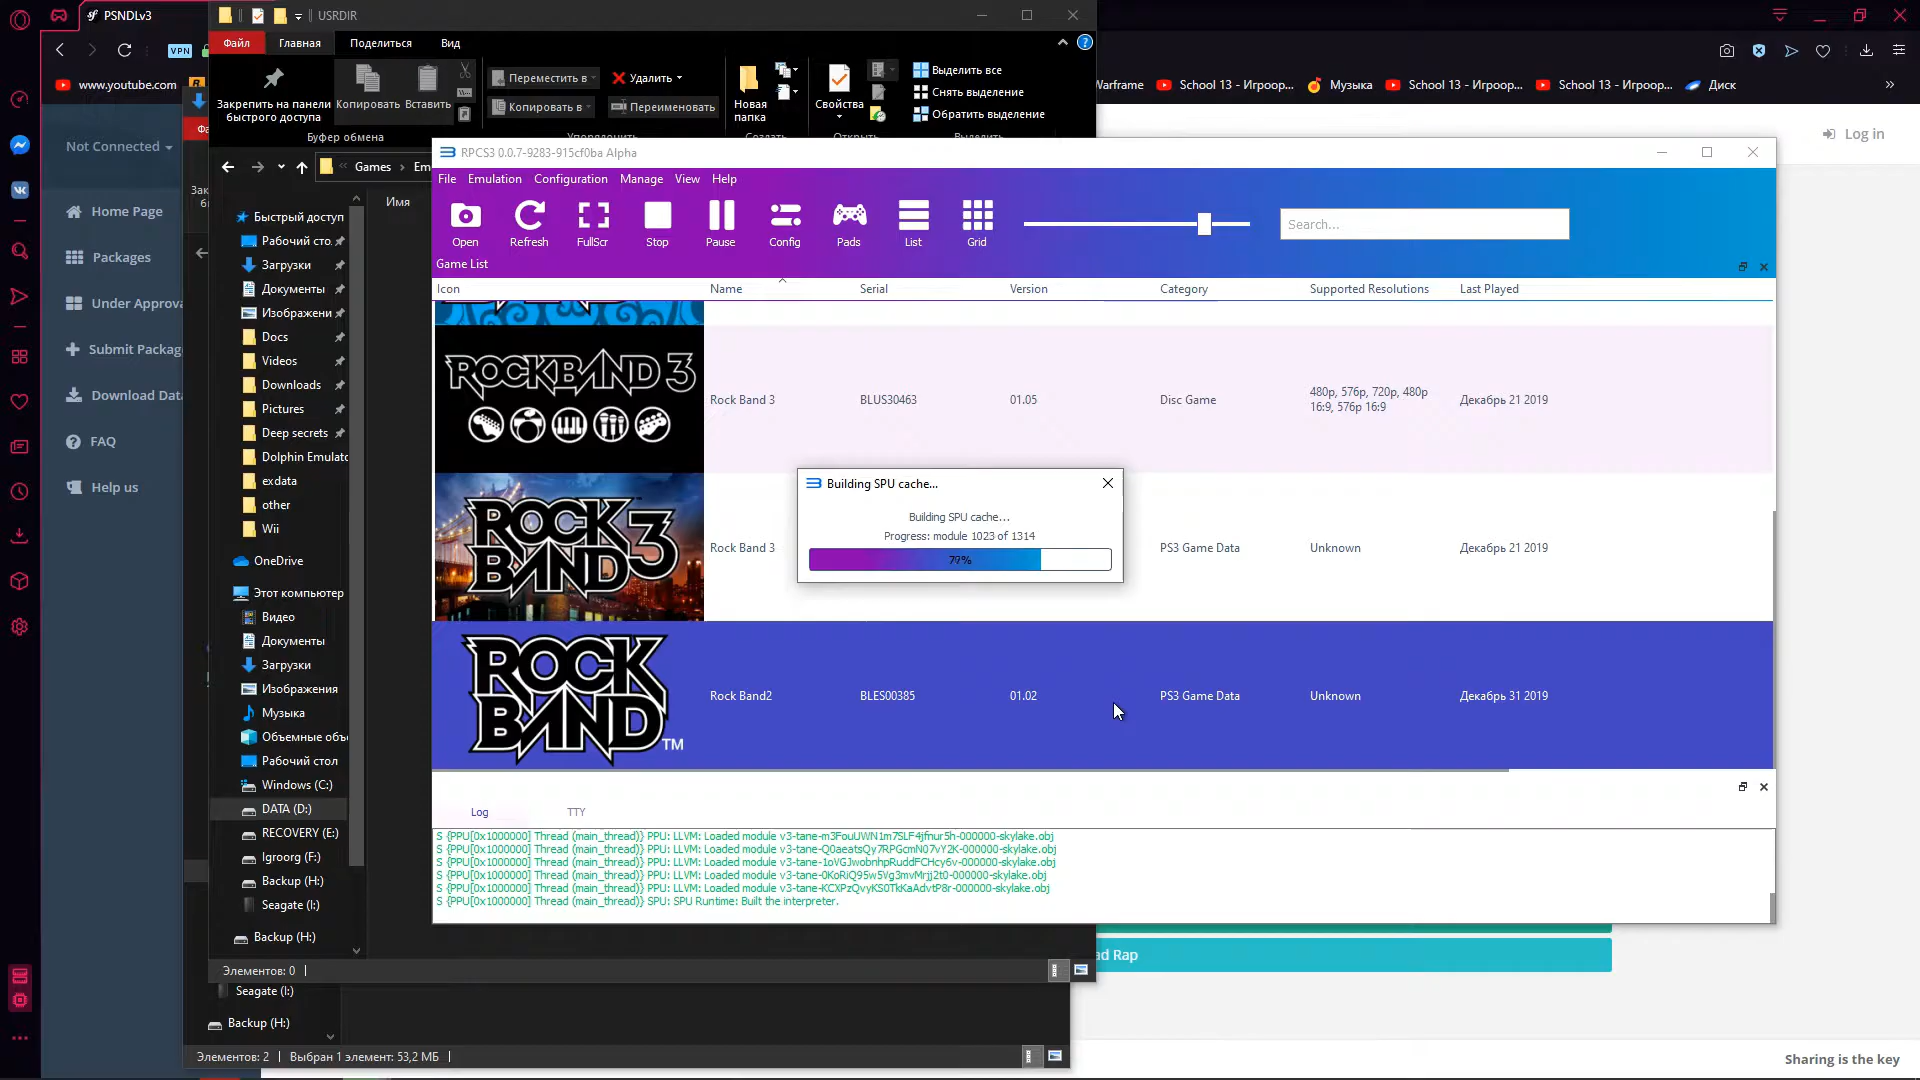 PSNDLv3
VPN
www.youtube.com
Warframe
School 13 - Игроор...
Музыка
School 13 - Игроор...
School 13 - Игроор...
Диск
Log in
Not Connected
Home Page
Packages
Under Approva
Submit Packag
Download Data
FAQ
Help us
USRDIR
Файл
Главная
Поделиться
Вид
Закрепить на панели
быстрого доступа
Копировать
Вставить
Переместить в
Копировать в
Удалить
Переименовать
Новая
папка
Свойства
Выделить все
Снять выделение
Обратить выделение
Буфер обмена
Упорядочить
Создать
Открыть
Выделить
Games
Em
Имя
Быстрый доступ
Рабочий сто.
Загрузки
Документы
Изображени
Docs
Videos
Downloads
Pictures
Deep secrets
Dolphin Emulato
exdata
other
Wii
OneDrive
Этот компьютер
Видео
Документы
Загрузки
Изображения
Музыка
Объемные объ
Рабочий стол
Windows (C:)
DATA (D:)
RECOVERY (E:)
Igroorg (F:)
Backup (H:)
Seagate (I:)
Backup (H:)
Элементов: 0
Seagate (I:)
Backup (H:)
Элементов: 2
Выбран 1 элемент: 53,2 МБ
RPCS3 0.0.7-9283-915cf0ba Alpha
File Emulation Configuration Manage View Help
Open Refresh FullScr Stop Pause Config Pads List Grid
Search...
Game List
Icon Name Serial Version Category Supported Resolutions Last Played
ROCKBAND 3
Rock Band 3 BLUS30463 01.05 Disc Game 480p, 576p, 720p, 480p
16:9, 576p 16:9
Декабрь 21 2019
ROCK BAND 3
Rock Band 3 PS3 Game Data Unknown Декабрь 21 2019
Building SPU cache...
Building SPU cache...
Progress: module 1023 of 1314
77%
ROCK BAND TM
Rock Band2 BLES00385 01.02 PS3 Game Data Unknown Декабрь 31 2019
Log TTY
S {PPU[0x1000000] Thread (main_thread)} PPU: LLVM: Loaded module v3-tane-m3FouUWN1m7SLF4jfnur5h-000000-skylake.obj
S {PPU[0x1000000] Thread (main_thread)} PPU: LLVM: Loaded module v3-tane-Q0aeatsQy7RPGcmN07vY2K-000000-skylake.obj
S {PPU[0x1000000] Thread (main_thread)} PPU: LLVM: Loaded module v3-tane-1oVGJwobnhpRuddFCHcy6v-000000-skylake.obj
S {PPU[0x1000000] Thread (main_thread)} PPU: LLVM: Loaded module v3-tane-0KoRiQ95w5Vg3mvMrjj2t0-000000-skylake.obj
S {PPU[0x1000000] Thread (main_thread)} PPU: LLVM: Loaded module v3-tane-KCXPzQvyKS0TkKaAdvtP8r-000000-skylake.obj
S {PPU[0x1000000] Thread (main_thread)} SPU: SPU Runtime: Built the interpreter.
ad Rap
Sharing is the key